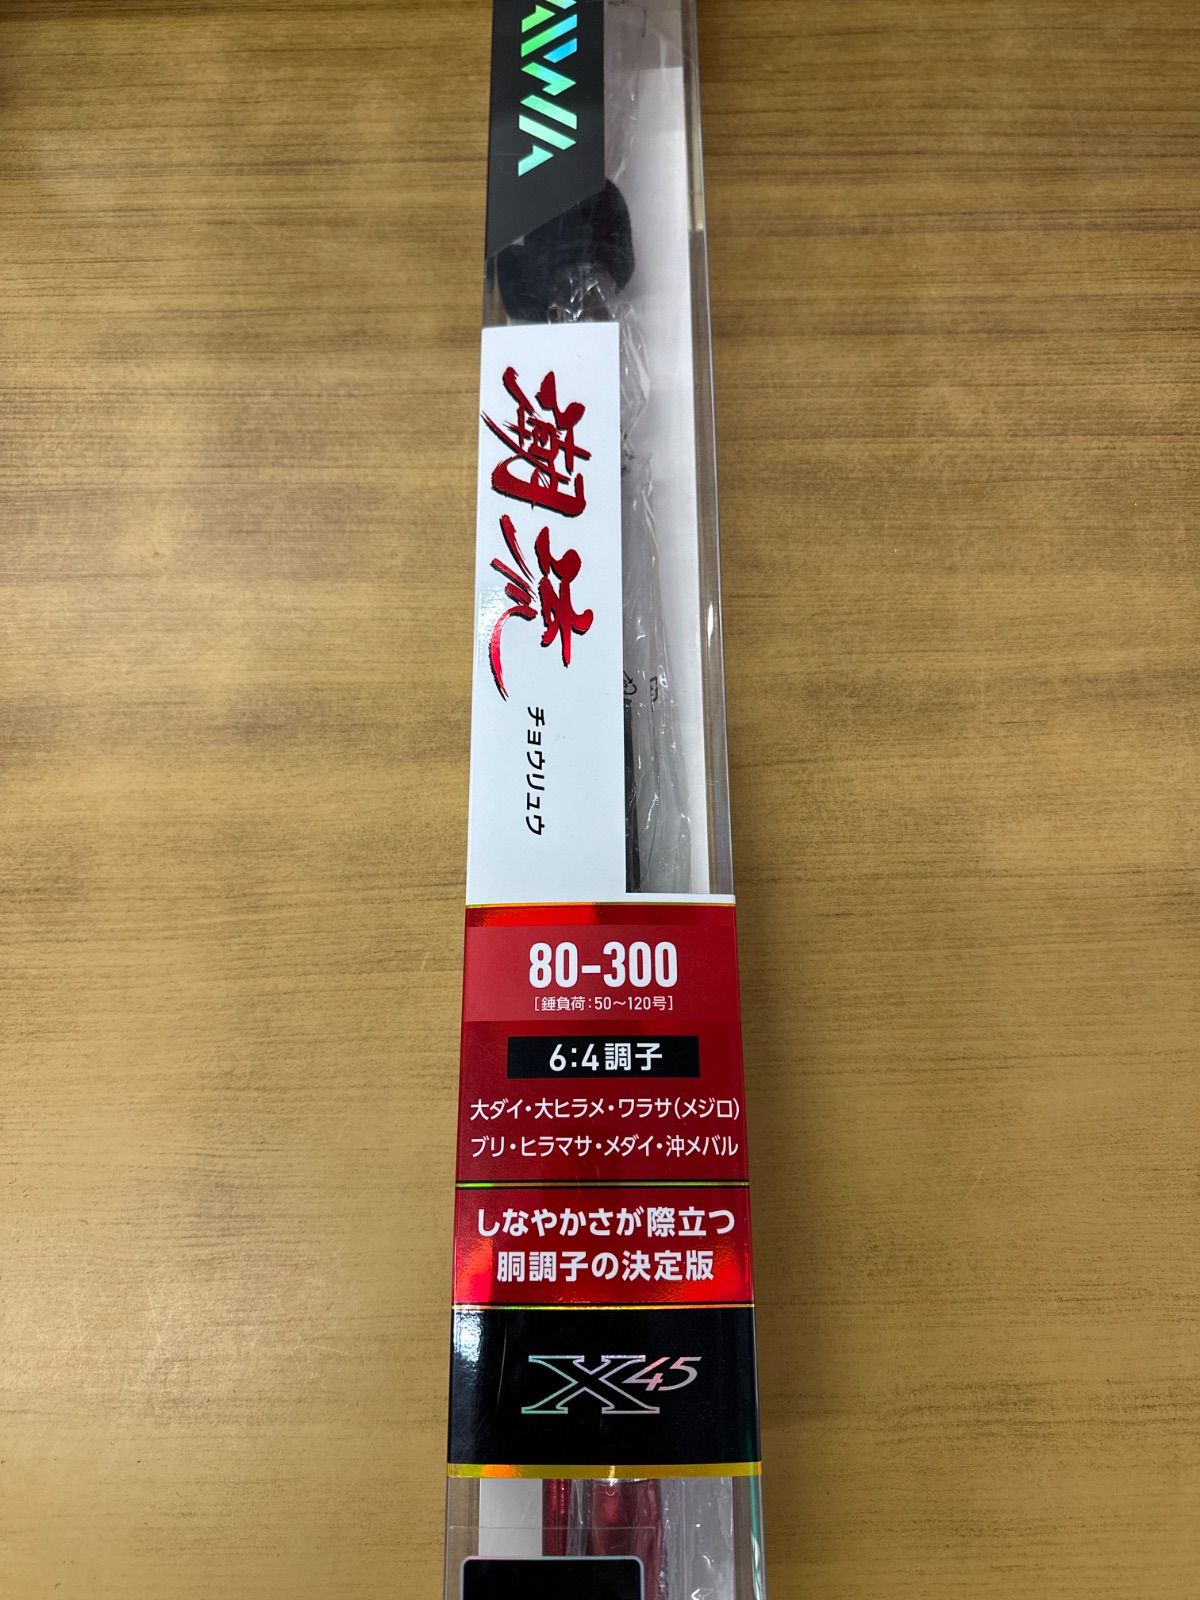 DAIWA
潮流
チョウリュウ
80-300
[錘負荷:50〜120号]
6:4調子
大ダイ・大ヒラメ・ワラサ(メジロ)
ブリ・ヒラマサ・メダイ・沖メバル
しなやかさが際立つ
胴調子の決定版
X45